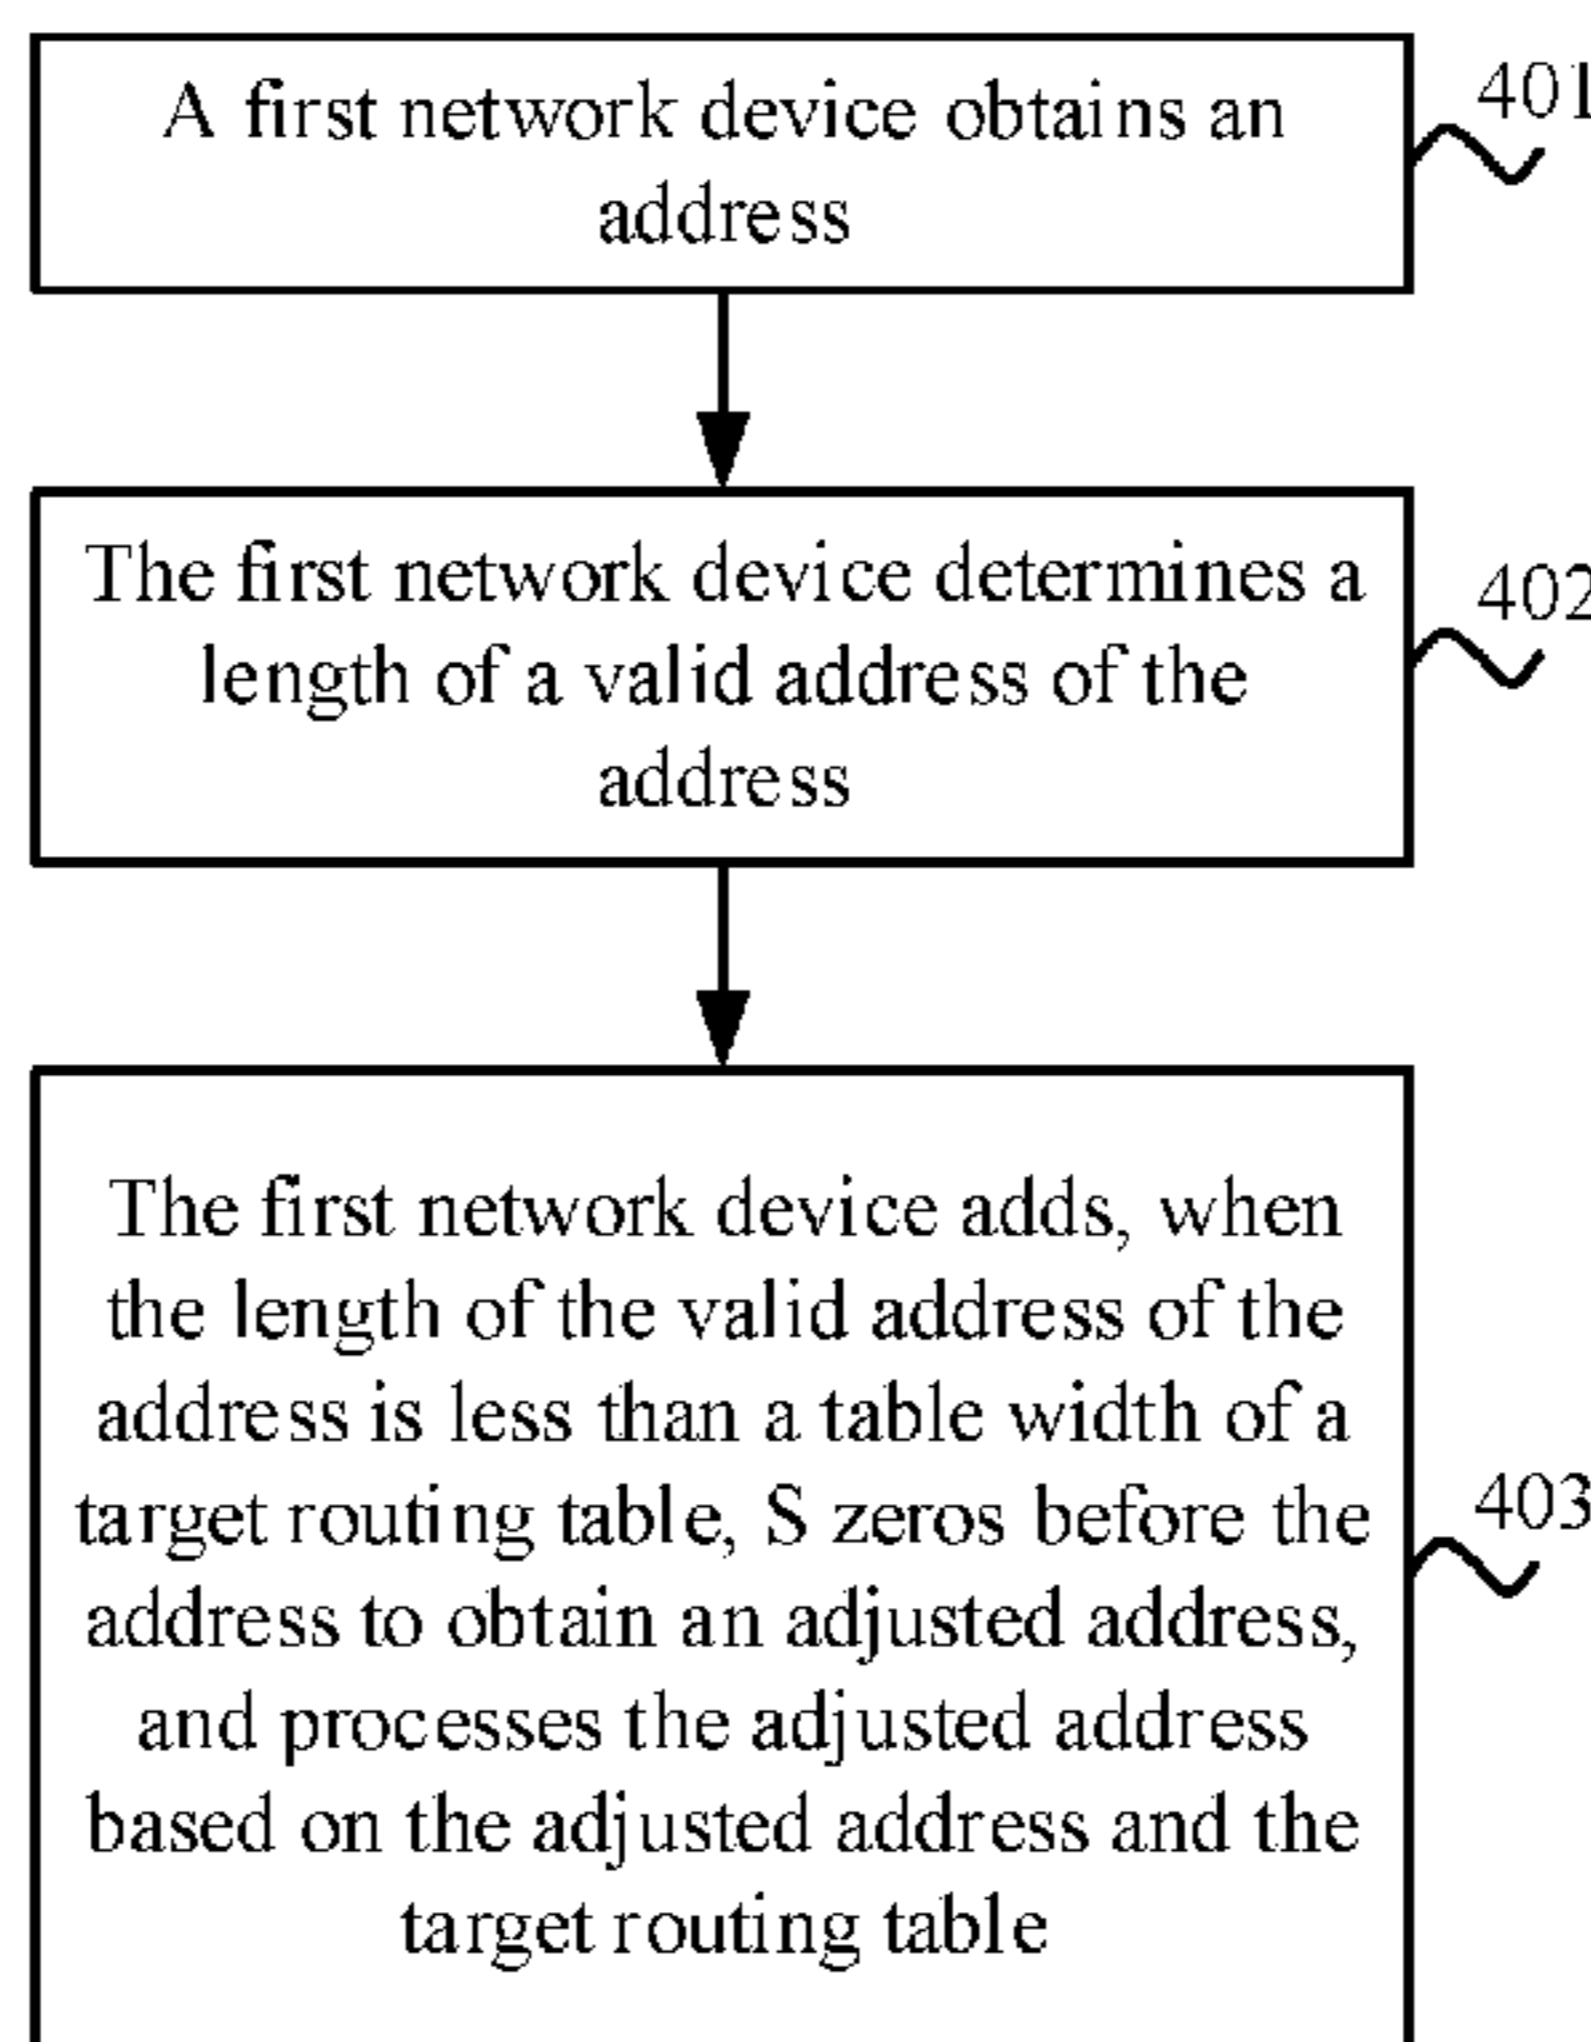 A first network device obtains an
address
401
The first network device determines a
length of a valid address of the
address
402
The first network device adds, when
the length of the valid address of the
address is less than a table width of a
target routing table, S zeros before the
address to obtain an adjusted address,
and processes the adjusted address
based on the adjusted address and the
target routing table
403